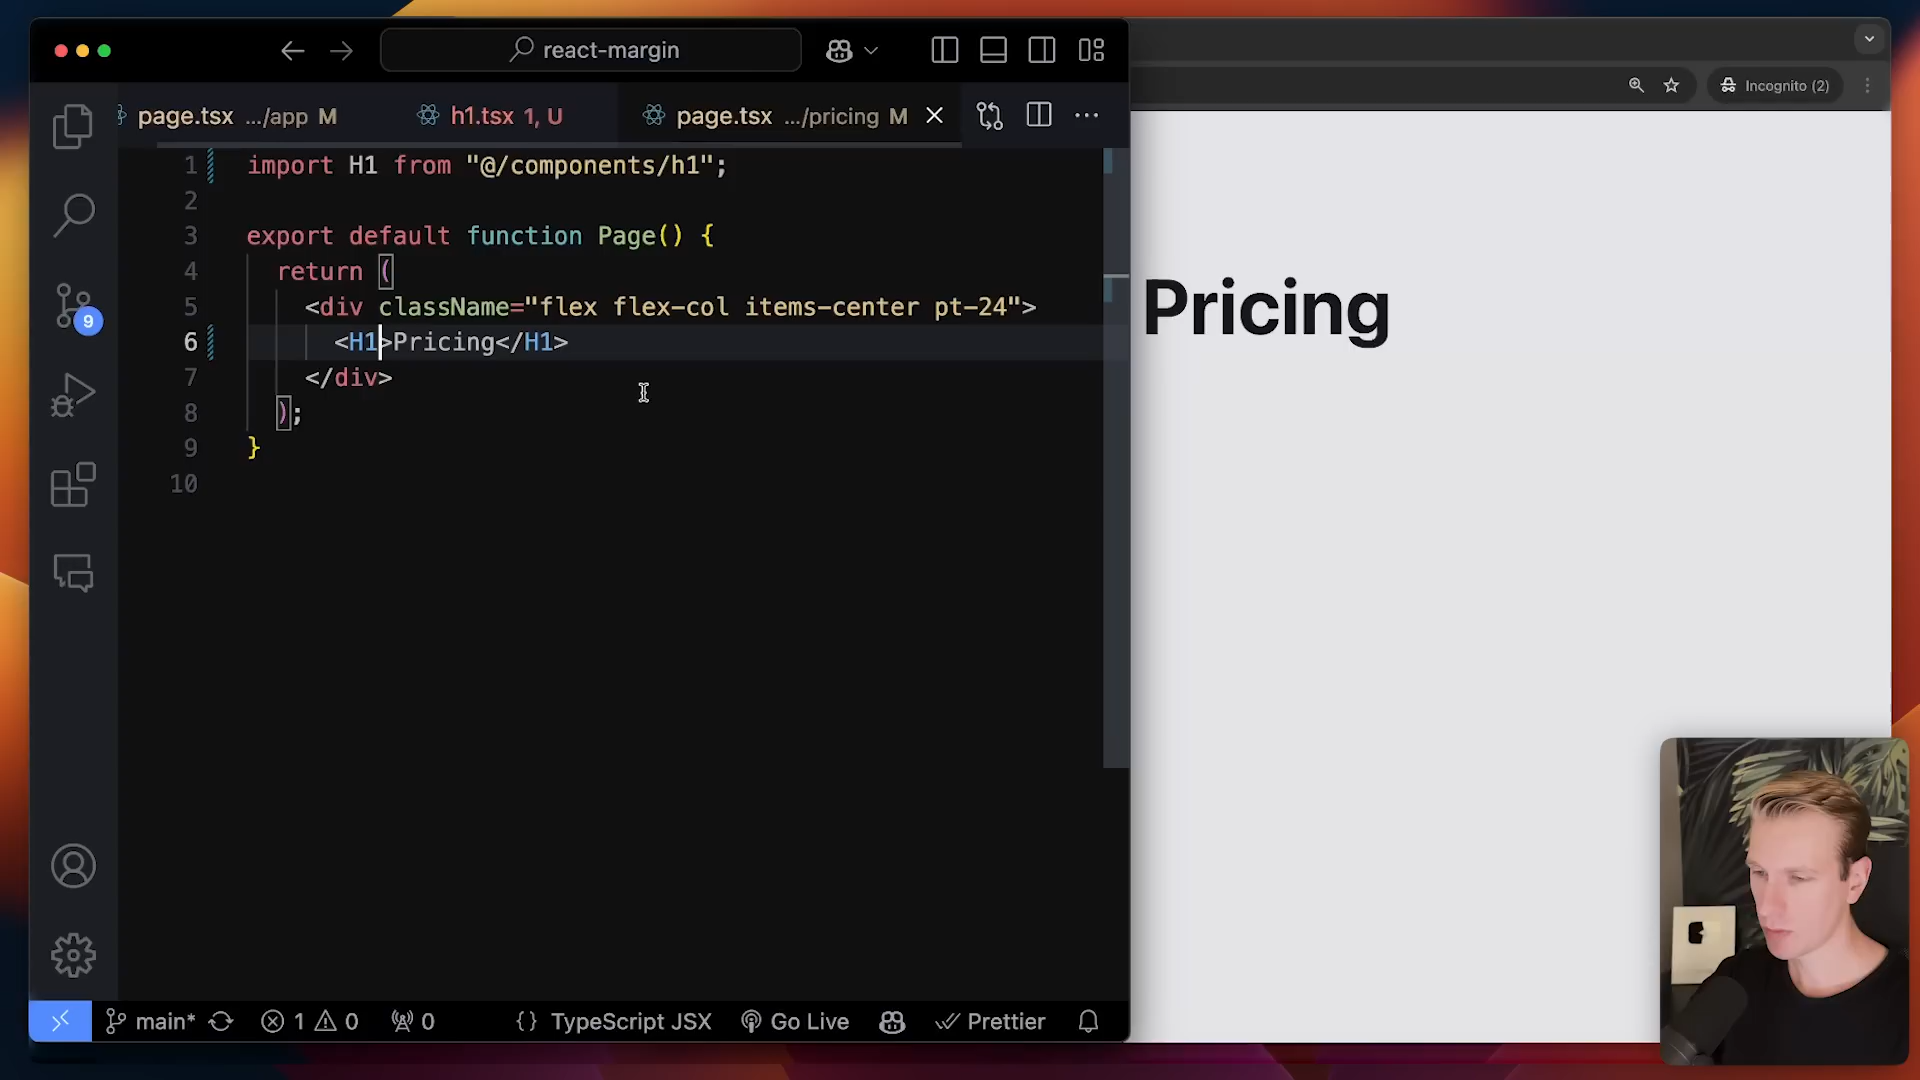 react-margin
Incognito (2)
page.tsx .../app M
h1.tsx 1, U
page.tsx .../pricing M
1 import H1 from "@/components/h1";
2
3 export default function Page() {
4 return (
5 <div className="flex flex-col items-center pt-24">
6 <H1>Pricing</H1>
7 </div>
8 );
9 }
10
Pricing
9
main* 1 0 0 {} TypeScript JSX Go Live Prettier